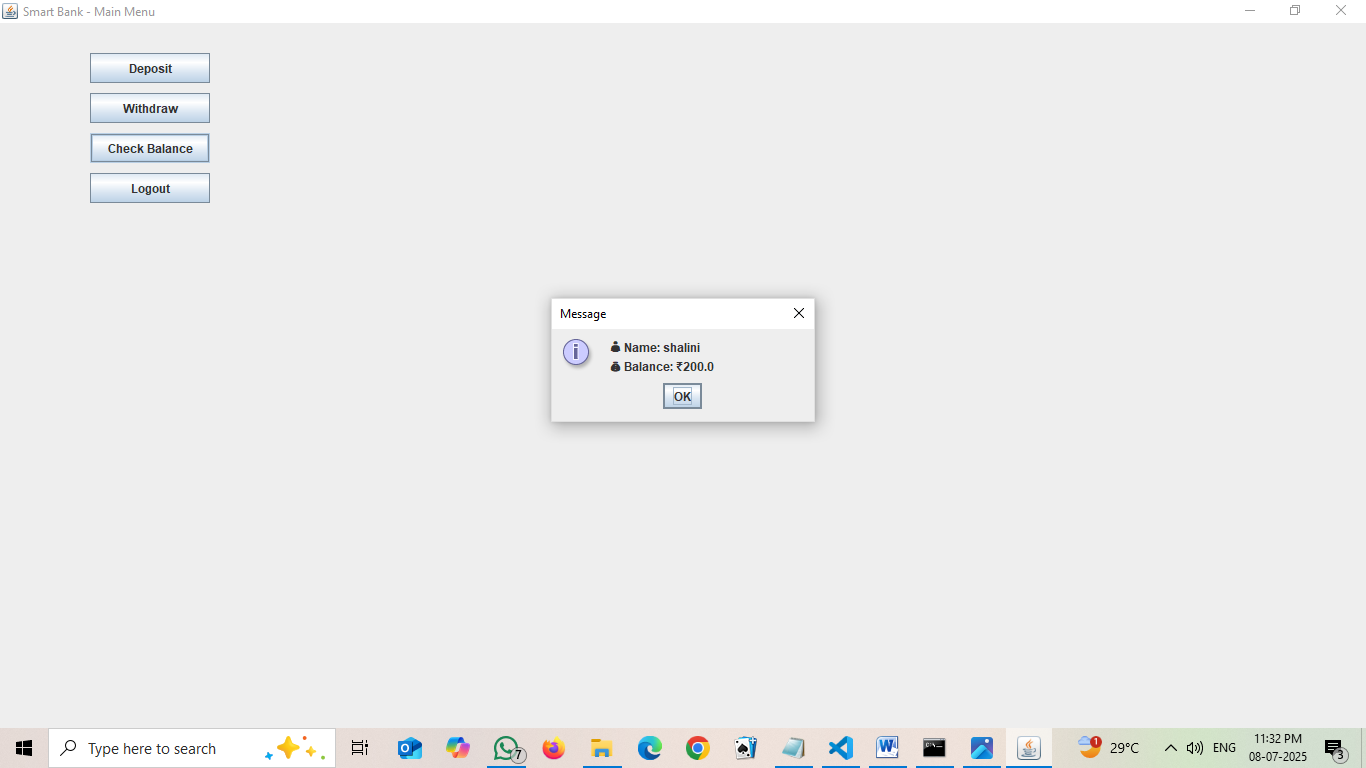 Smart Bank - Main Menu
Deposit
Withdraw
Check Balance
Logout
Message
Name: shalini
Balance: ₹200.0
OK
Type here to search
7
1
29°C
ENG
11:32 PM
08-07-2025
3